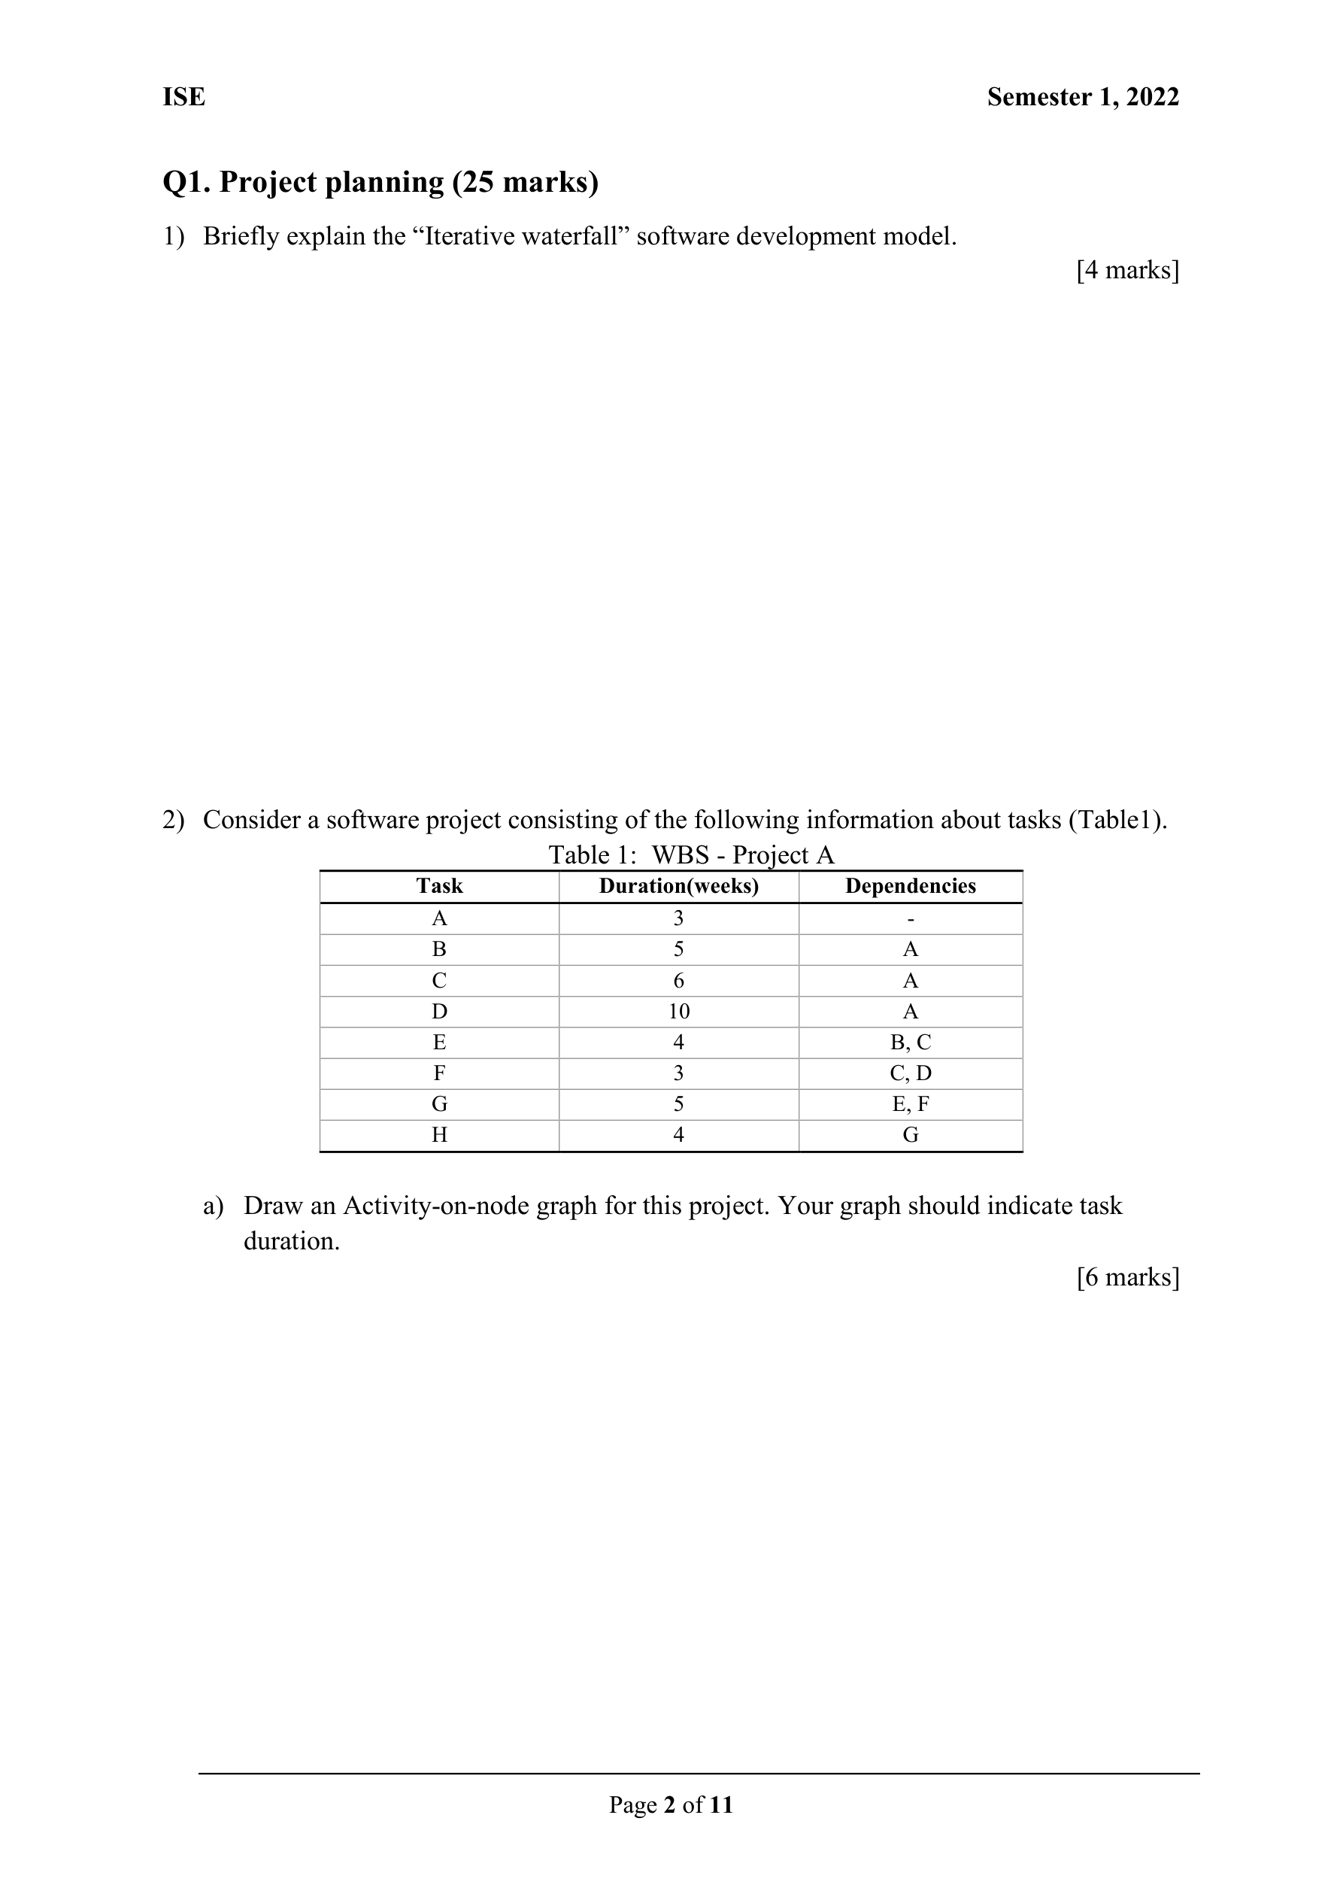 ISE Semester 1, 2022
Q1. Project planning (25 marks)
1) Briefly explain the “Iterative waterfall” software development model.
[4 marks]
2) Consider a software project consisting of the following information about tasks (Table1).
Table 1: WBS - Project A
Task Duration(weeks) Dependencies
A 3 -
B 5 A
C 6 A
D 10 A
E 4 B, C
F 3 C, D
G 5 E, F
H 4 G
a) Draw an Activity-on-node graph for this project. Your graph should indicate task
duration.
[6 marks]
Page 2 of 11